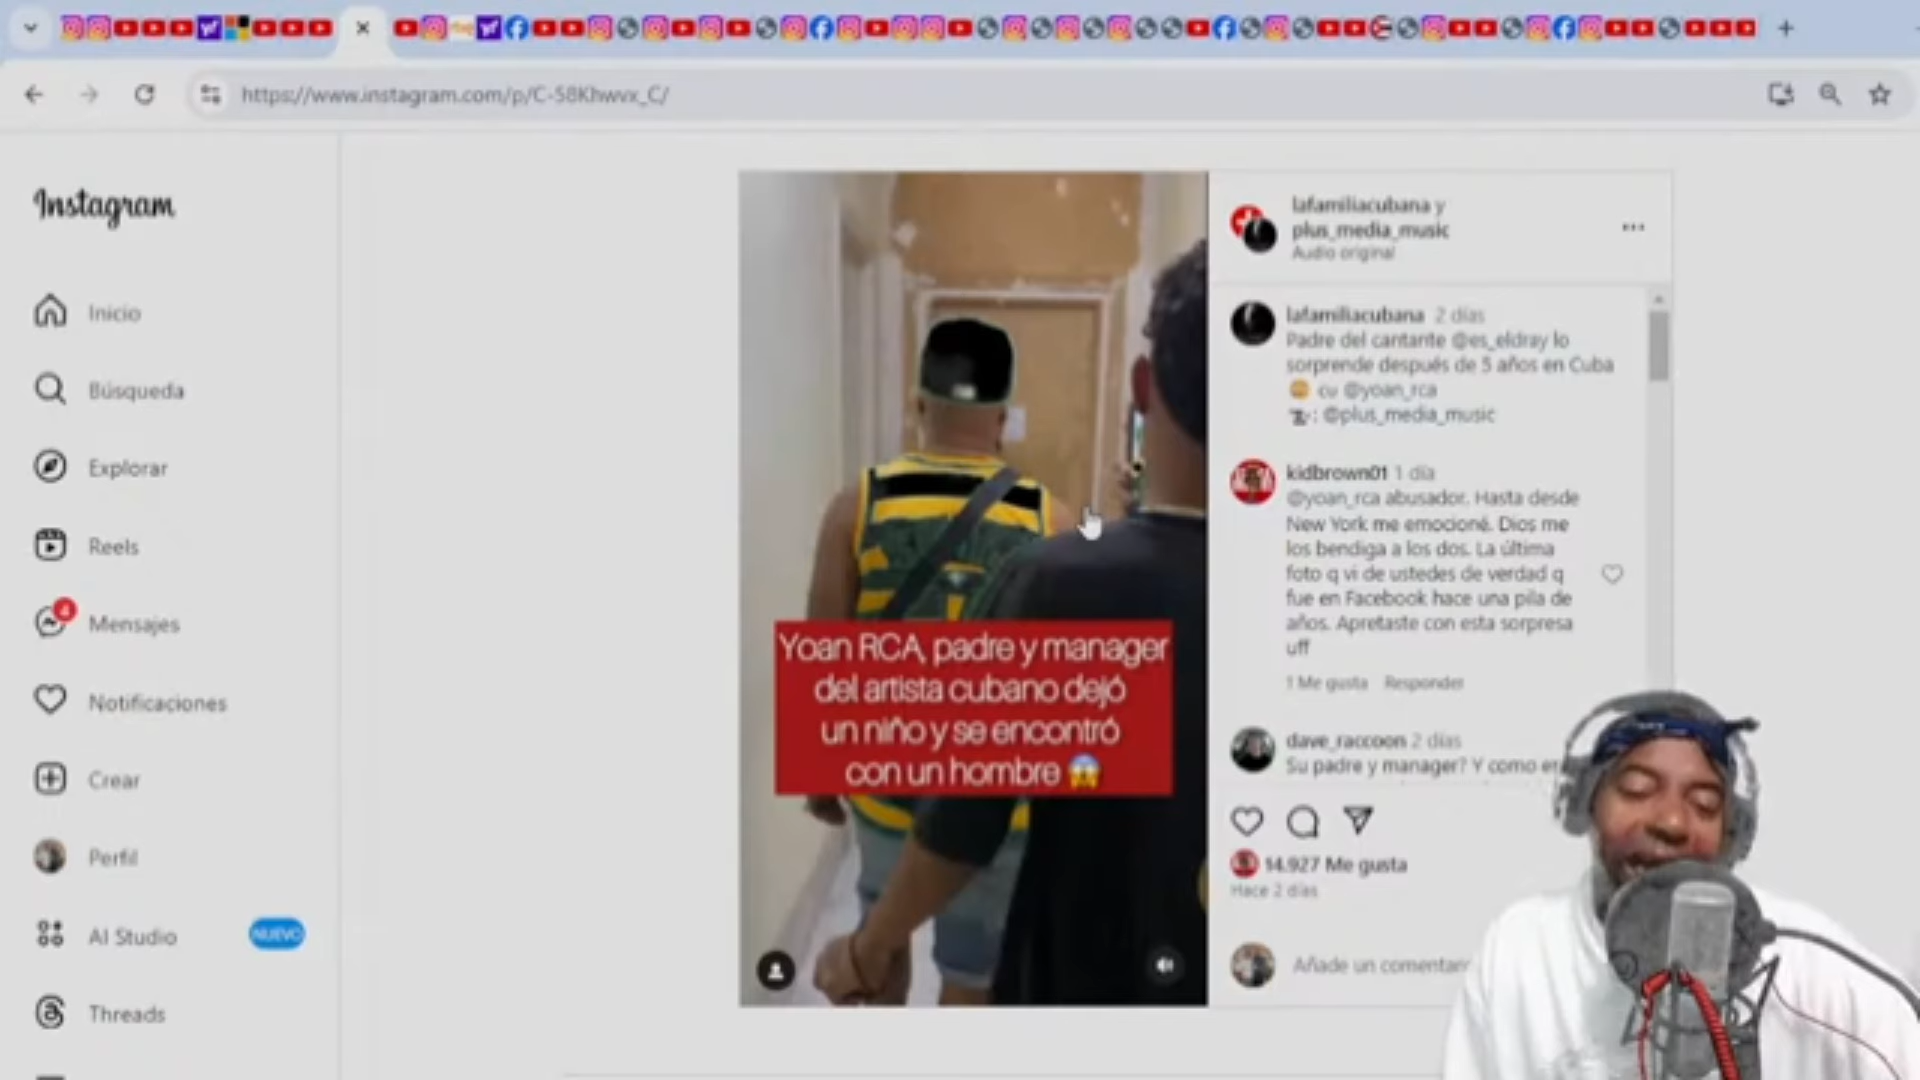 https://www.instagram.com/p/C-58Khwvx_C/
Instagram
Inicio
Búsqueda
Explorar
Reels
4
Mensajes
Notificaciones
Crear
Perfil
AI Studio
NUEVO
Threads
Yoan RCA, padre y manager
del artista cubano dejó
un niño y se encontró
con un hombre
lafamiliacubana y
plus_media_music
Audio original
lafamiliacubana 2 días
Padre del cantante @es_eldray lo
sorprende después de 5 años en Cuba
cu @yoan_rca
: @plus_media_music
kidbrown01 1 día
@yoan_rca abusador. Hasta desde
New York me emocioné. Dios me
los bendiga a los dos. La última
foto q vi de ustedes de verdad q
fue en Facebook hace una pila de
años. Apretaste con esta sorpresa
uff
1 Me gusta Responder
dave_raccoon 2 días
Su padre y manager? Y como
14.927 Me gusta
Hace 2 días
Añade un